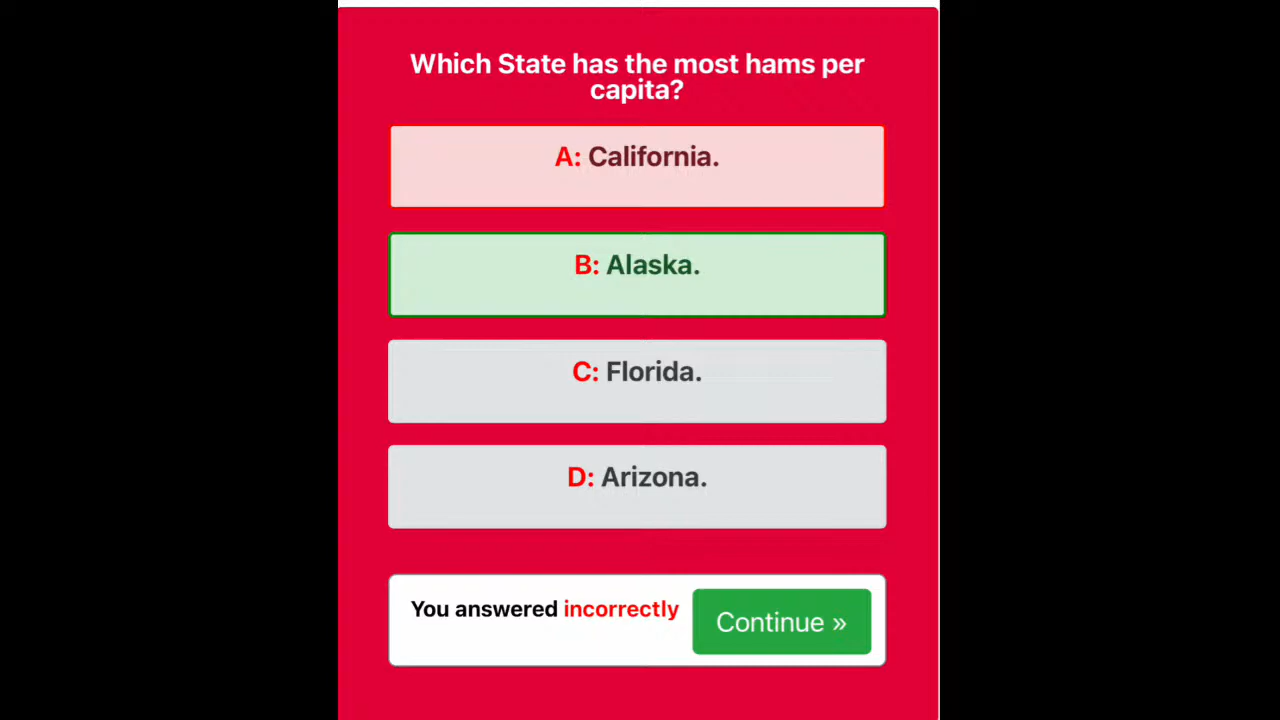 Which State has the most hams per
capita?
A: California.
B: Alaska.
C: Florida.
D: Arizona.
You answered incorrectly
Continue »